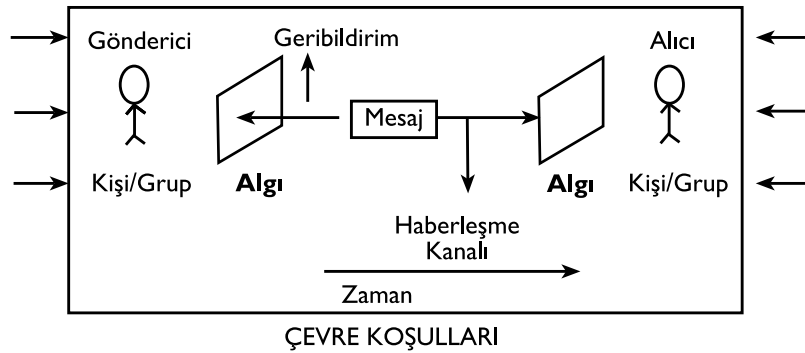 Gönderici
Geribildirim
Alıcı
Mesaj
Kişi/Grup
Algı
Algı
Kişi/Grup
Haberleşme
Kanalı
Zaman
ÇEVRE KOŞULLARI